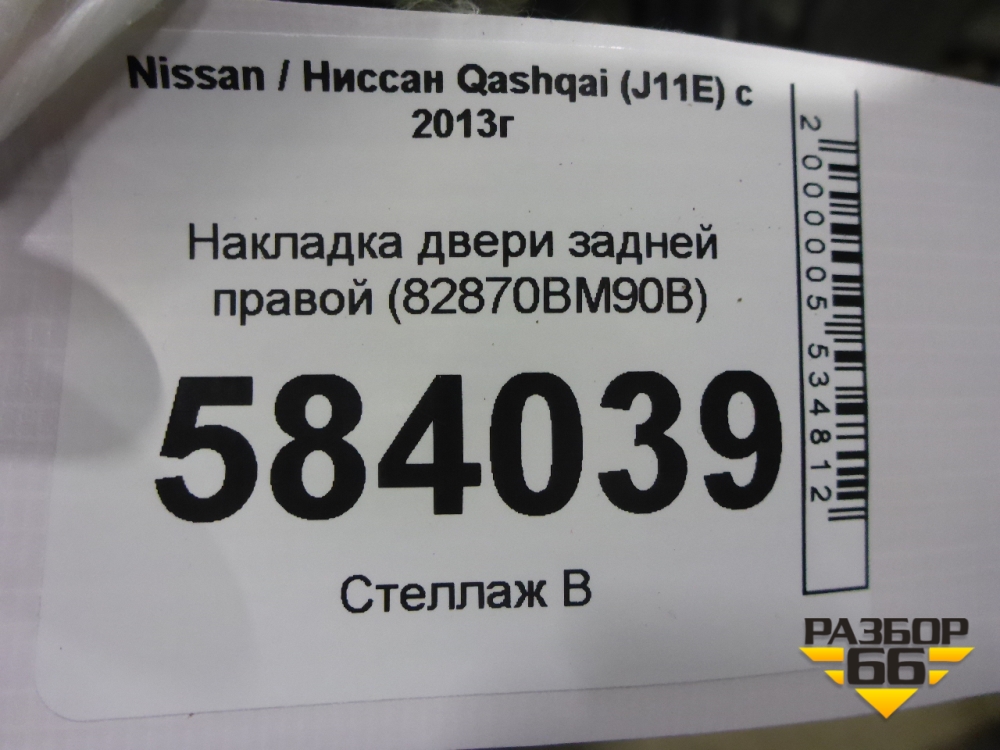 Nissan / Ниссан Qashqai (J11E) с
2013г
Накладка двери задней
правой (82870BM90B)
584039
Стеллаж В
2000005534812
РАЗБОР
66